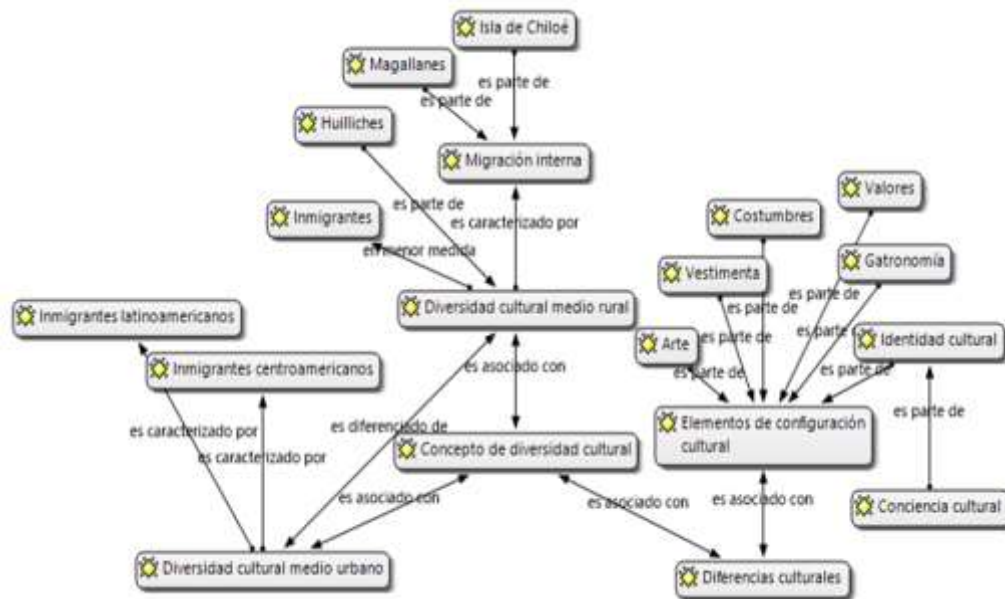 Isla de Chiloé
Magallanes
es parte de
es parte de
Huilliches
Migración interna
Valores
es parte de
Costumbres
Inmigrantes
es caracterizado por
en menor medida
Gatronomía
Vestimenta
es parte de
es parte de
Inmigrantes latinoamericanos
Diversidad cultural medio rural
es parte de
es parte de
Arte
Identidad cultural
Inmigrantes centroamericanos
es asociado con
es parte de
es parte de
Elementos de configuración
cultural
es caracterizado por
es diferenciado de
es caracterizado por
Concepto de diversidad cultural
es asociado con
es asociado con
es asociado con
Conciencia cultural
Diversidad cultural medio urbano
Diferencias culturales